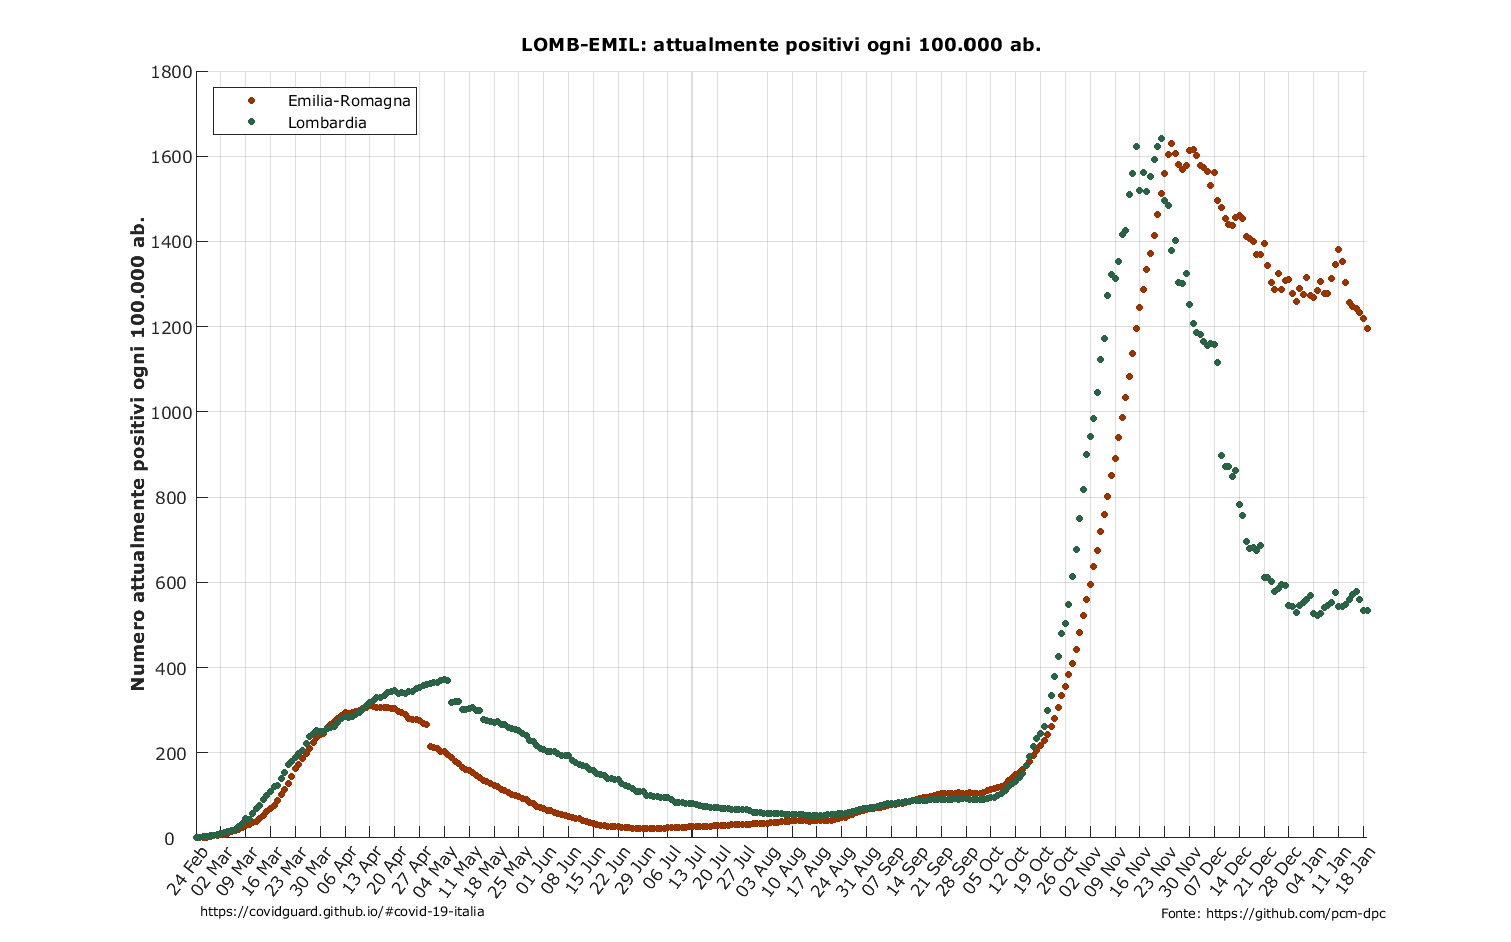 LOMB-EMIL: attualmente positivi ogni 100.000 ab.
Numero attualmente positivi ogni 100.000 ab.
1800
1600
1400
1200
1000
800
600
400
200
0
Emilia-Romagna
Lombardia
24 Feb
02 Mar
09 Mar
16 Mar
23 Mar
30 Mar
06 Apr
13 Apr
20 Apr
27 Apr
04 May
11 May
18 May
25 May
01 Jun
08 Jun
15 Jun
22 Jun
29 Jun
06 Jul
13 Jul
20 Jul
27 Jul
03 Aug
10 Aug
17 Aug
24 Aug
31 Aug
07 Sep
14 Sep
21 Sep
28 Sep
05 Oct
12 Oct
19 Oct
26 Oct
02 Nov
09 Nov
16 Nov
23 Nov
30 Nov
07 Dec
14 Dec
21 Dec
28 Dec
04 Jan
11 Jan
18 Jan
https://covidguard.github.io/#covid-19-italia
Fonte: https://github.com/pcm-dpc